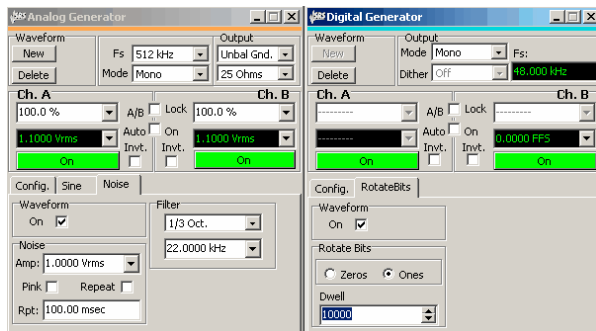 SRS Analog Generator
Waveform
New
Delete
Fs 512 kHz
Mode Mono
Output
Unbal Gnd.
25 Ohms
Ch. A
Ch. B
100.0 %
A/B Lock
100.0 %
1.1000 Vrms
Auto On
1.1000 Vrms
Invt.
Invt.
On
On
Config. Sine Noise
Waveform
On
Filter
1/3 Oct.
22.0000 kHz
Noise
Amp: 1.0000 Vrms
Pink Repeat
Rpt: 100.00 msec
SRS Digital Generator
Waveform
New
Delete
Output
Mode Mono
Fs:
Dither Off
48.000 kHz
Ch. A
Ch. B
---------
A/B Lock
---------
---------
Auto On
0.0000 FFS
Invt.
Invt.
On
On
Config. RotateBits
Waveform
On
Rotate Bits
Zeros Ones
Dwell
10000